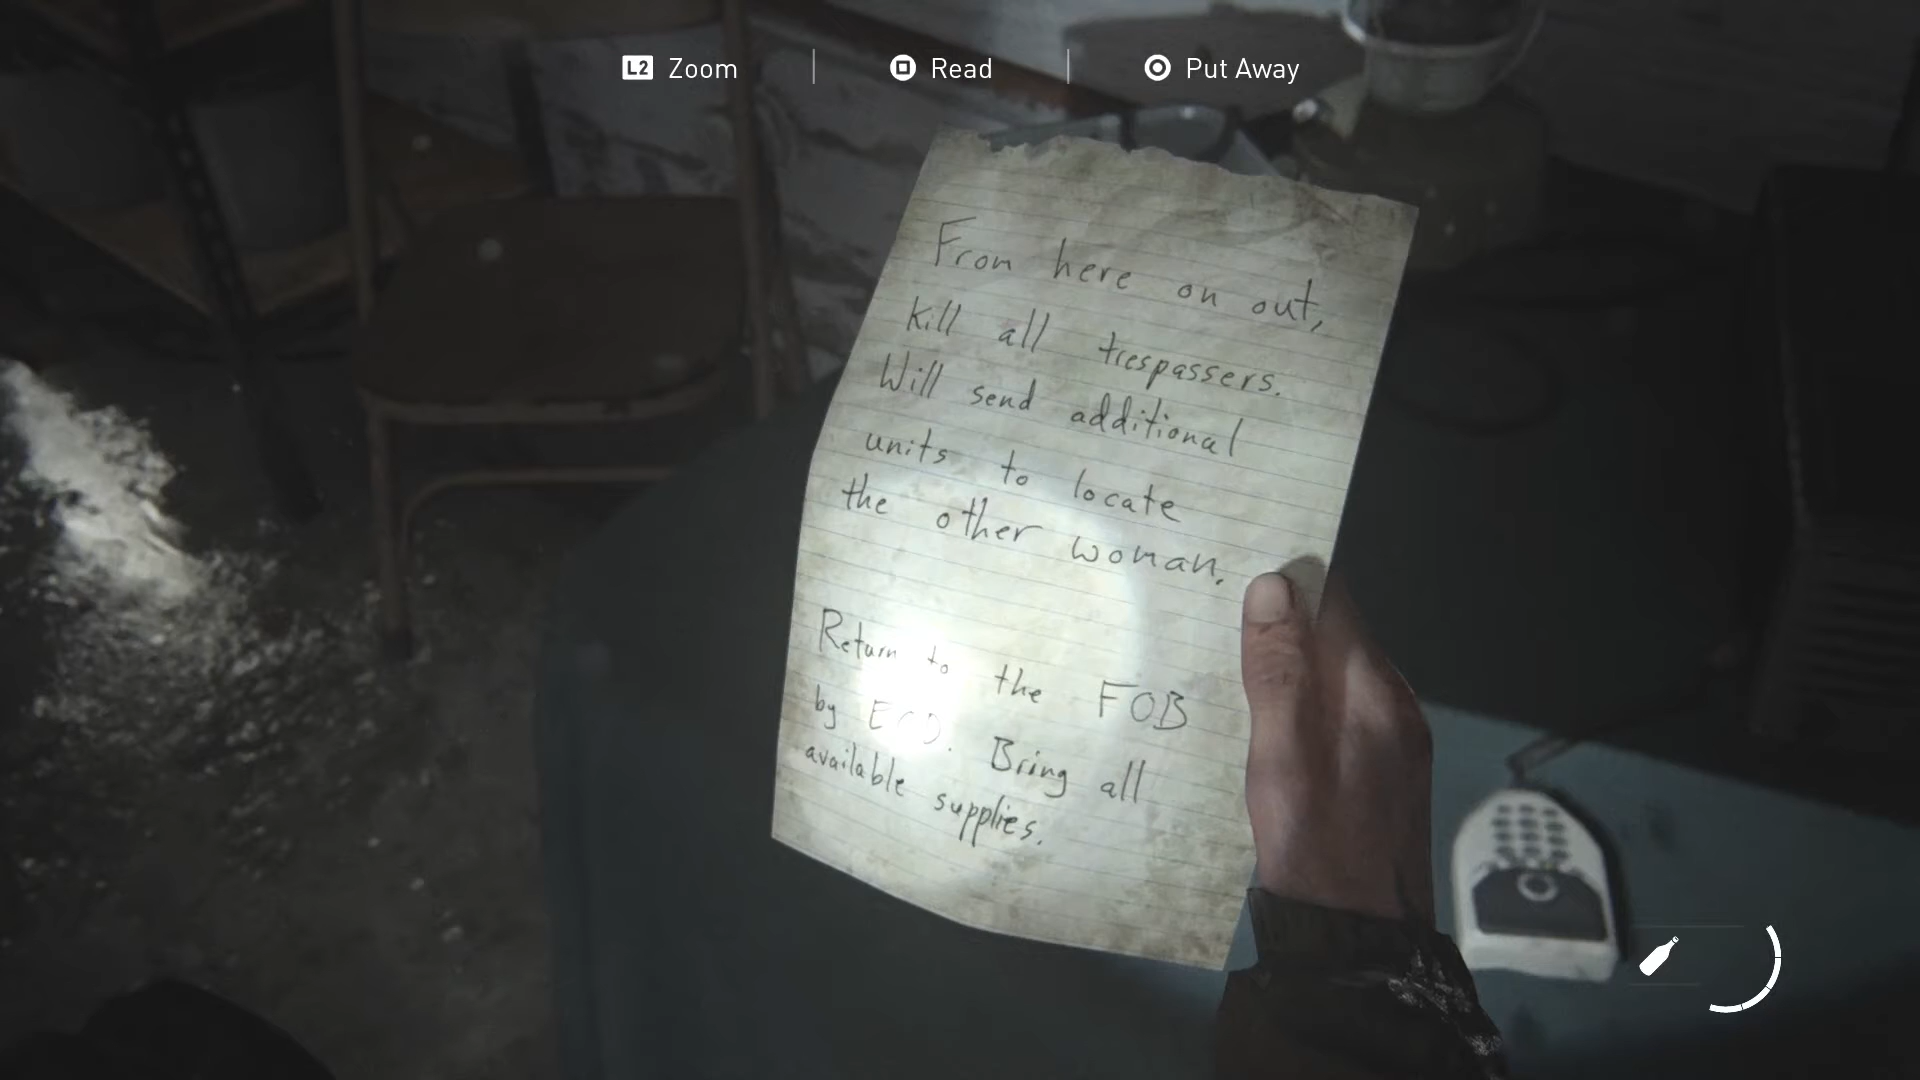 L2 Zoom | Read | Put Away
From here on out,
kill all trespassers.
Will send additional
units to locate
the other woman.
Return to the FOB
by EOD. Bring all
available supplies.